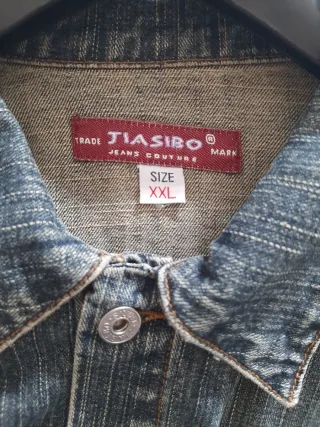 TRADE JIASIBO ® MARK
JEANS COUTURE
SIZE
XXL